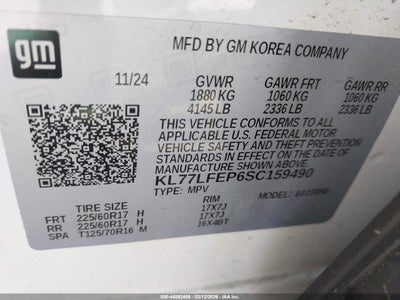 gm
MFD BY GM KOREA COMPANY
11/24 GVWR GAWR FRT GAWR RR
1880 KG 1060 KG 1060 KG
4145 LB 2336 LB 2336 LB
THIS VEHICLE CONFORMS TO ALL
APPLICABLE U.S. FEDERAL MOTOR
VEHICLE SAFETY AND THEFT PREVENTION
STANDARDS IN EFFECT ON THE DATE OF
MANUFACTURE SHOWN ABOVE.
KL77LFEP6SC159490
TYPE: MPV MODEL:
TIRE SIZE RIM
FRT 225/60R17 H 17X7J
RR 225/60R17 H 17X7J
SPA T125/70R16 M 16X4BT